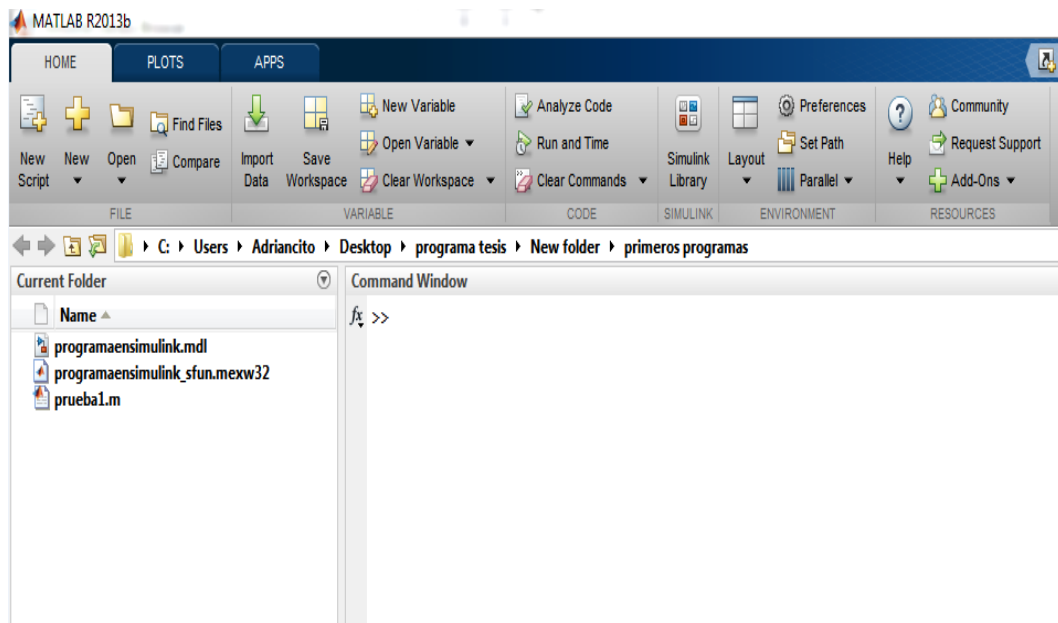 MATLAB R2013b
HOME PLOTS APPS
New Script
New
Open
Find Files
Compare
Import Data
Save Workspace
New Variable
Open Variable
Clear Workspace
Analyze Code
Run and Time
Clear Commands
Simulink Library
Layout
Preferences
Set Path
Parallel
Help
Community
Request Support
Add-Ons
FILE VARIABLE CODE SIMULINK ENVIRONMENT RESOURCES
C: Users Adriancito Desktop programa tesis New folder primeros programas
Current Folder
Name
programaensimulink.mdl
programaensimulink_sfun.mexw32
prueba1.m
Command Window
fx >>